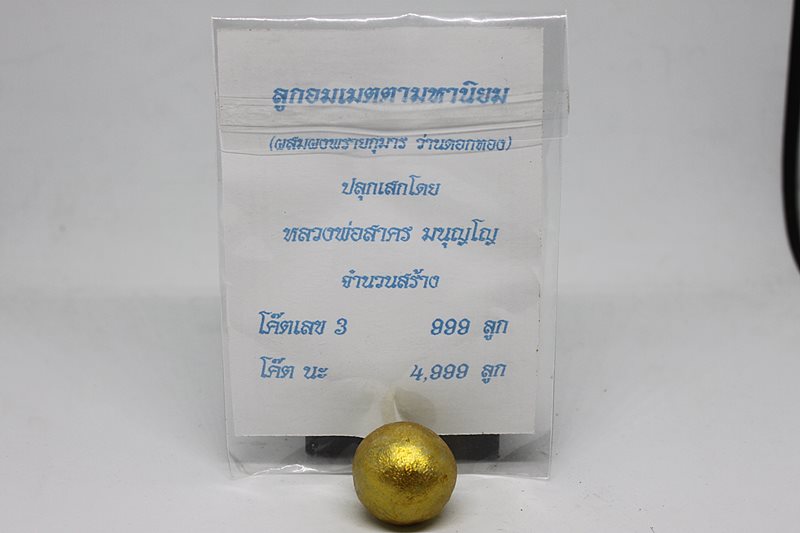 ลูกอมเมตตามหานิยม
(ผสมผงพรายกุมาร ว่านดอกทอง)
ปลุกเสกโดย
หลวงพ่อสาคร มนุญโญ
จำนวนสร้าง
โค๊ตเลข 3 999 ลูก
โค๊ต นะ 4,999 ลูก